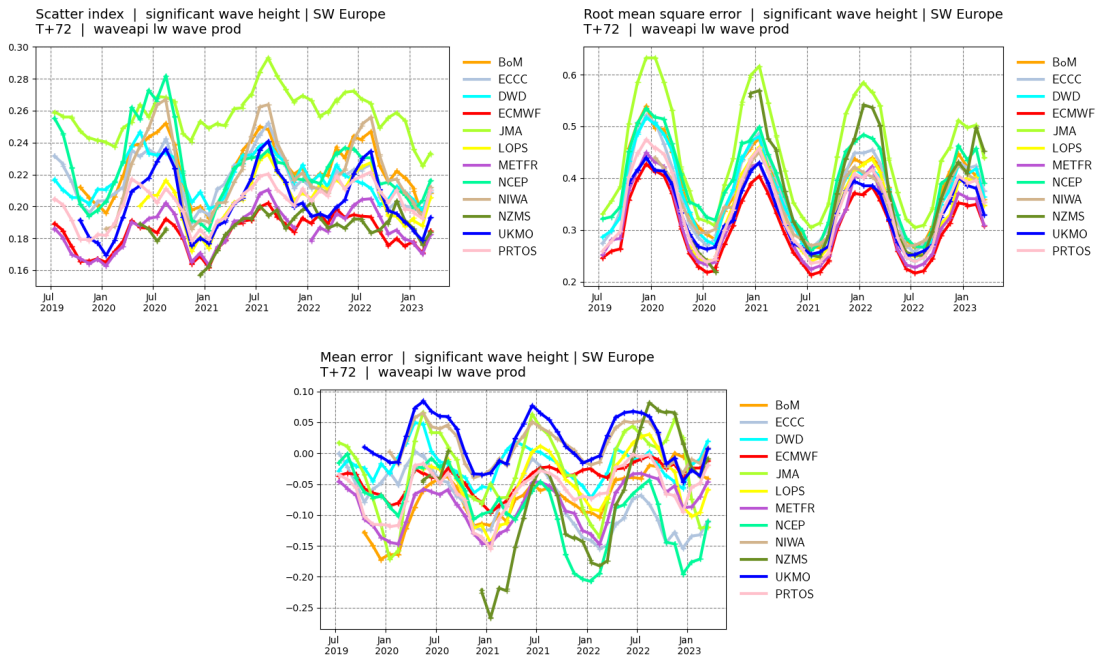 Scatter index | significant wave height | SW Europe
T+72 | waveapi lw wave prod
0.30
0.28
0.26
0.24
0.22
0.20
0.18
0.16
Jul
2019
Jan
2020
Jul
2020
Jan
2021
Jul
2021
Jan
2022
Jul
2022
Jan
2023
BoM
ECCC
DWD
ECMWF
JMA
LOPS
METFR
NCEP
NIWA
NZMS
UKMO
PRTOS
Root mean square error | significant wave height | SW Europe
T+72 | waveapi lw wave prod
0.6
0.5
0.4
0.3
0.2
Jul
2019
Jan
2020
Jul
2020
Jan
2021
Jul
2021
Jan
2022
Jul
2022
Jan
2023
BoM
ECCC
DWD
ECMWF
JMA
LOPS
METFR
NCEP
NIWA
NZMS
UKMO
PRTOS
Mean error | significant wave height | SW Europe
T+72 | waveapi lw wave prod
0.10
0.05
0.00
−0.05
−0.10
−0.15
−0.20
−0.25
Jul
2019
Jan
2020
Jul
2020
Jan
2021
Jul
2021
Jan
2022
Jul
2022
Jan
2023
BoM
ECCC
DWD
ECMWF
JMA
LOPS
METFR
NCEP
NIWA
NZMS
UKMO
PRTOS